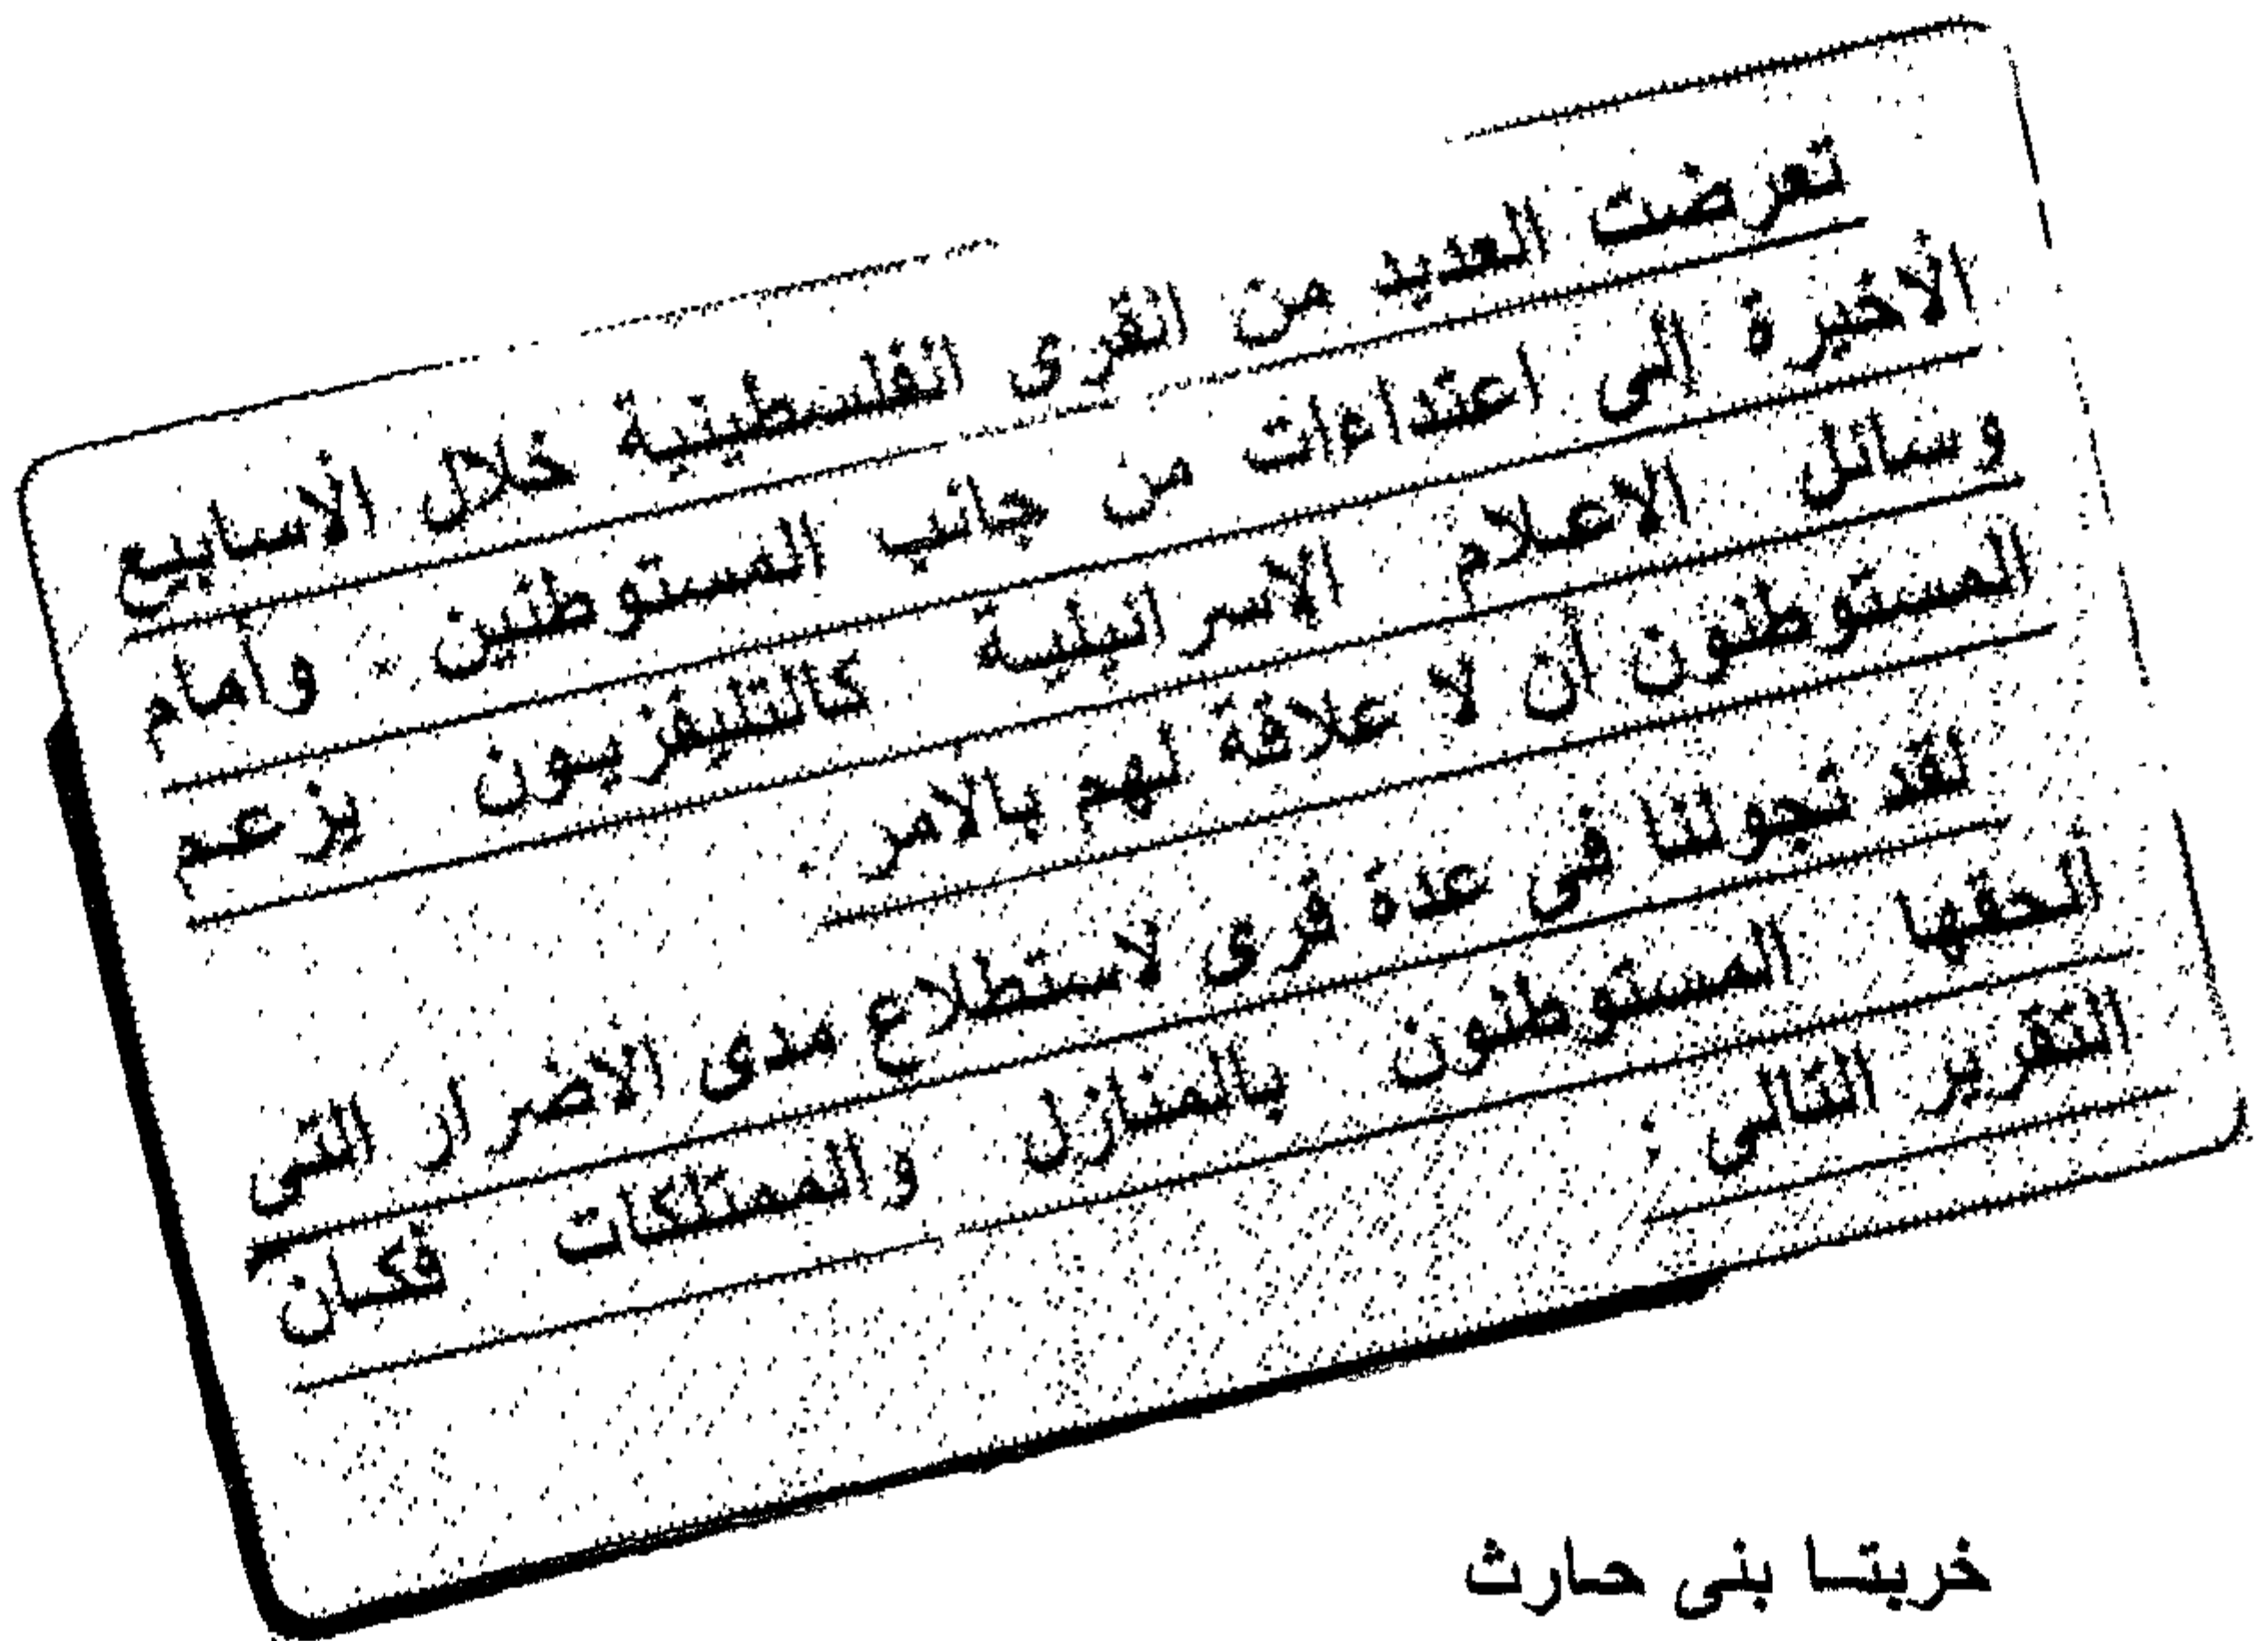 تعرضت العديد من القرى الفلسطينية خلال الأسابيع
الأخيرة إلى اعتداءات من جانب المستوطنين . وأمام
وسائل الاعلام الاسرائيلية كالتليفزيون يزعم
المستوطنون أن لا علاقة لهم بالأمر .
لقد تجولنا فى عدة قرى لاستطلاع مدى الأضرار التى
ألحقها المستوطنون بالمنازل والممتلكات فكان
التقرير التالى :
خربتا بنى حارث